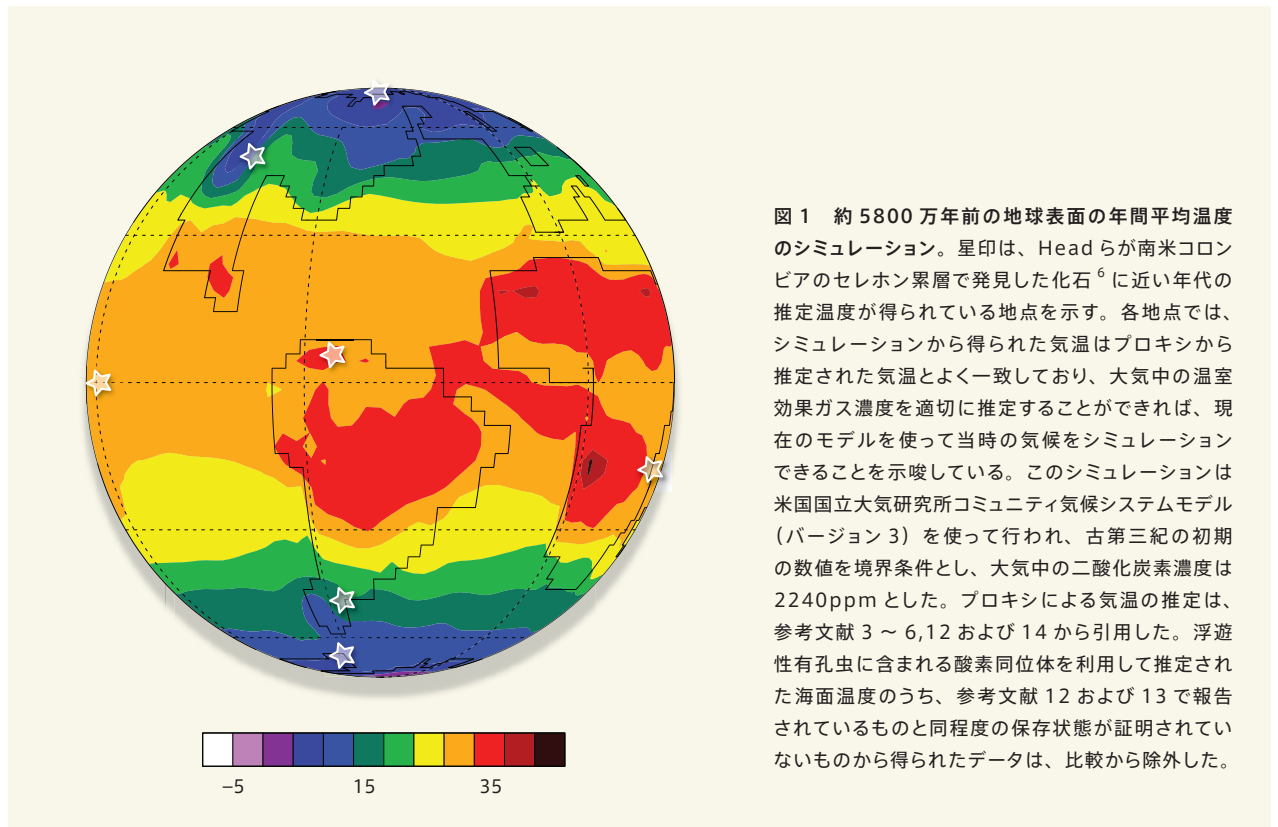 図 1 約 5800 万年前の地球表面の年間平均温度
のシミュレーション。星印は、Head らが南米コロン
ビアのセレホン累層で発見した化石 6 に近い年代の
推定温度が得られている地点を示す。各地点では、
シミュレーションから得られた気温はプロキシから
推定された気温とよく一致しており、大気中の温室
効果ガス濃度を適切に推定することができれば、現
在のモデルを使って当時の気候をシミュレーション
できることを示唆している。このシミュレーションは
米国国立大気研究所コミュニティ気候システムモデル
(バージョン 3) を使って行われ、古第三紀の初期
の数値を境界条件とし、大気中の二酸化炭素濃度は
2240ppm とした。プロキシによる気温の推定は、
参考文献 3 ～ 6,12 および 14 から引用した。浮遊
性有孔虫に含まれる酸素同位体を利用して推定され
た海面温度のうち、参考文献 12 および 13 で報告
されているものと同程度の保存状態が証明されてい
ないものから得られたデータは、比較から除外した。
–5 15 35